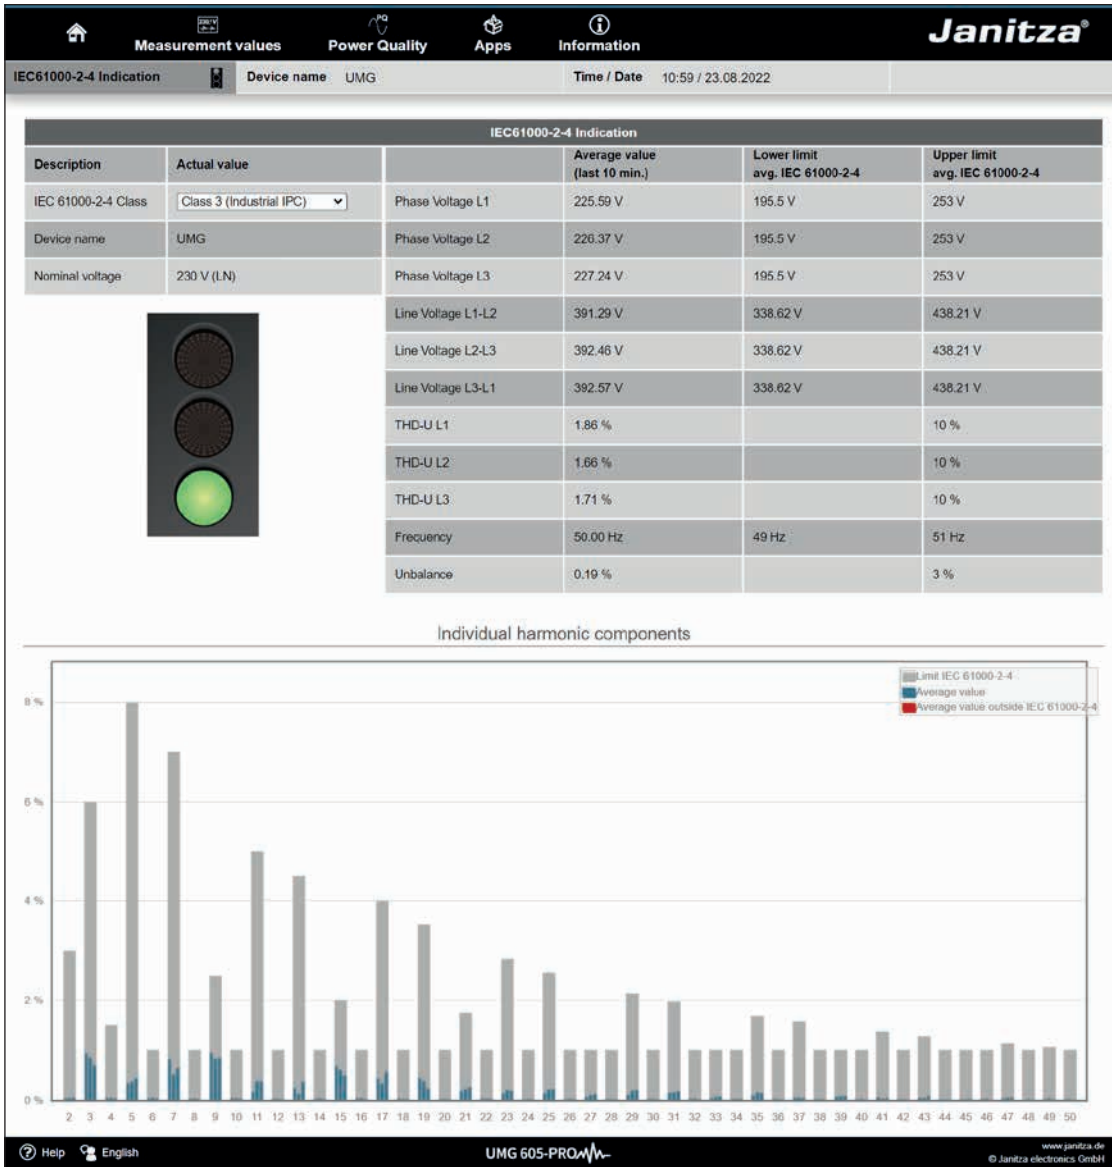 230.1 V
PQ
Measurement values Power Quality Apps Information
Janitza®
IEC61000-2-4 Indication Device name UMG Time / Date 10:59 / 23.08.2022
IEC61000-2-4 Indication
Description Actual value Average value (last 10 min.) Lower limit avg. IEC 61000-2-4 Upper limit avg. IEC 61000-2-4
IEC 61000-2-4 Class Class 3 (Industrial IPC) Phase Voltage L1 225.59 V 195.5 V 253 V
Device name UMG Phase Voltage L2 226.37 V 195.5 V 253 V
Nominal voltage 230 V (LN) Phase Voltage L3 227.24 V 195.5 V 253 V
Line Voltage L1-L2 391.29 V 338.62 V 438.21 V
Line Voltage L2-L3 392.46 V 338.62 V 438.21 V
Line Voltage L3-L1 392.57 V 338.62 V 438.21 V
THD-U L1 1.86 % 10 %
THD-U L2 1.66 % 10 %
THD-U L3 1.71 % 10 %
Frequency 50.00 Hz 49 Hz 51 Hz
Unbalance 0.19 % 3 %
Individual harmonic components
Limit IEC 61000-2-4
Average value
Average value outside IEC 61000-2-4
8 %
6 %
4 %
2 %
0 %
2 3 4 5 6 7 8 9 10 11 12 13 14 15 16 17 18 19 20 21 22 23 24 25 26 27 28 29 30 31 32 33 34 35 36 37 38 39 40 41 42 43 44 45 46 47 48 49 50
Help English UMG 605-PRO www.janitza.de
© Janitza electronics GmbH